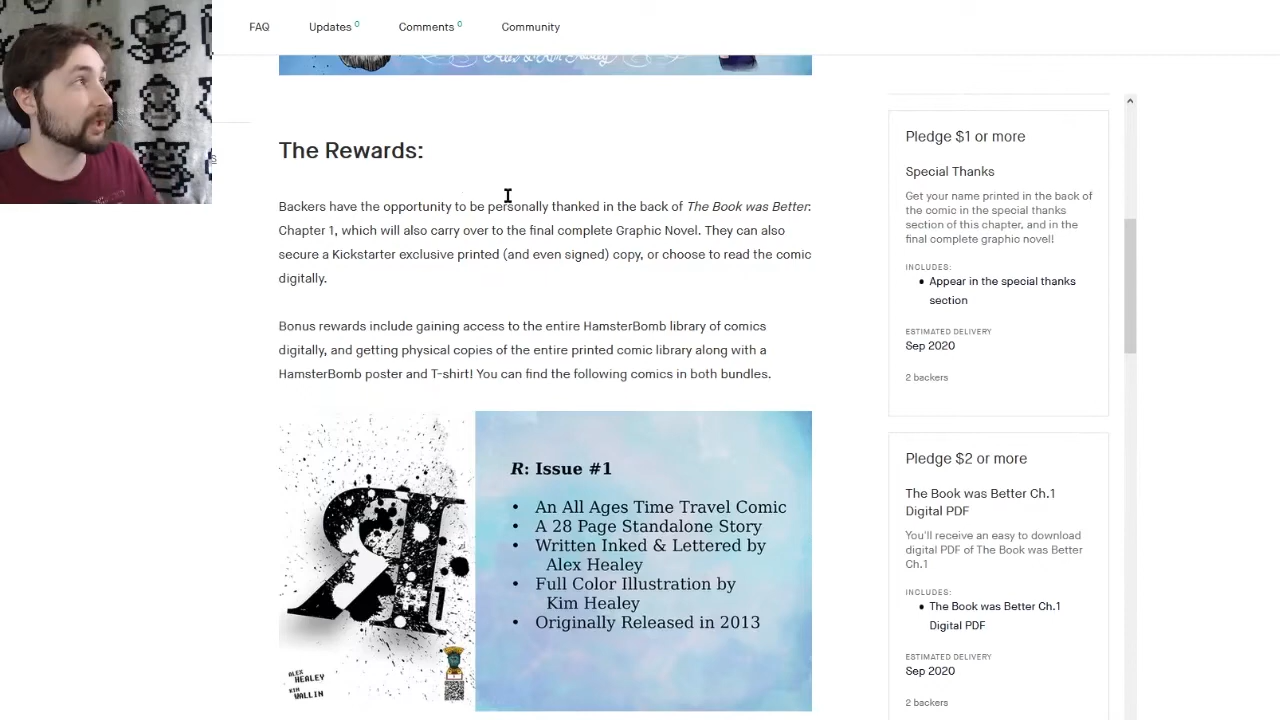 FAQ
Updates 0
Comments 0
Community
The Rewards:
Backers have the opportunity to be personally thanked in the back of The Book was Better:
Chapter 1, which will also carry over to the final complete Graphic Novel. They can also
secure a Kickstarter exclusive printed (and even signed) copy, or choose to read the comic
digitally.
Bonus rewards include gaining access to the entire HamsterBomb library of comics
digitally, and getting physical copies of the entire printed comic library along with a
HamsterBomb poster and T-shirt! You can find the following comics in both bundles.
R
#1
ALEX
HEALEY
KIM
WALLIN
R: Issue #1
• An All Ages Time Travel Comic
• A 28 Page Standalone Story
• Written Inked & Lettered by
Alex Healey
• Full Color Illustration by
Kim Healey
• Originally Released in 2013
Pledge $1 or more
Special Thanks
Get your name printed in the back of
the comic in the special thanks
section of this chapter, and in the
final complete graphic novel!
INCLUDES:
• Appear in the special thanks
section
ESTIMATED DELIVERY
Sep 2020
2 backers
Pledge $2 or more
The Book was Better Ch.1
Digital PDF
You'll receive an easy to download
digital PDF of The Book was Better
Ch.1
INCLUDES:
• The Book was Better Ch.1
Digital PDF
ESTIMATED DELIVERY
Sep 2020
2 backers